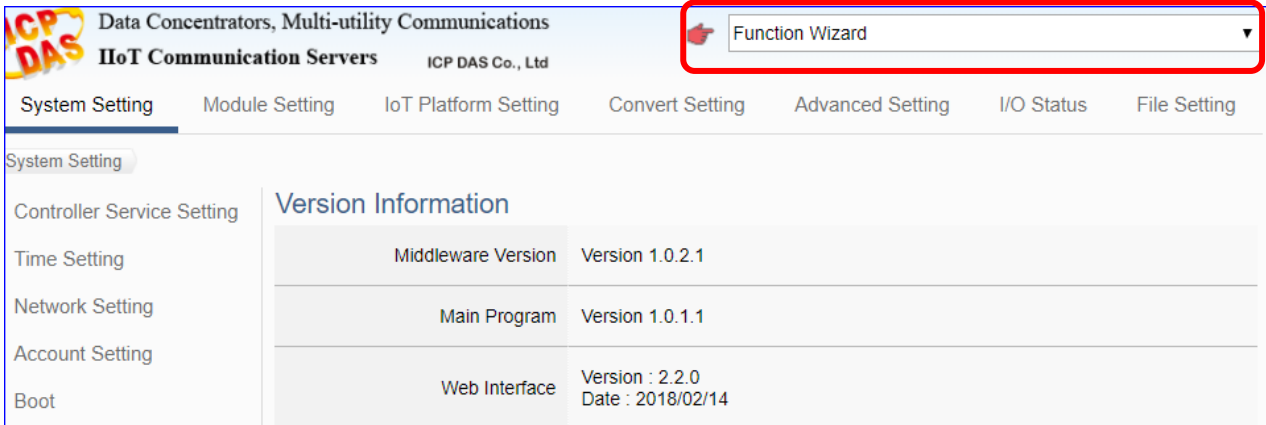 ICP DAS
Data Concentrators, Multi-utility Communications
IIoT Communication Servers ICP DAS Co., Ltd
Function Wizard
System Setting Module Setting IoT Platform Setting Convert Setting Advanced Setting I/O Status File Setting
System Setting
Controller Service Setting
Time Setting
Network Setting
Account Setting
Boot
Version Information
Middleware Version Version 1.0.2.1
Main Program Version 1.0.1.1
Web Interface Version : 2.2.0
Date : 2018/02/14